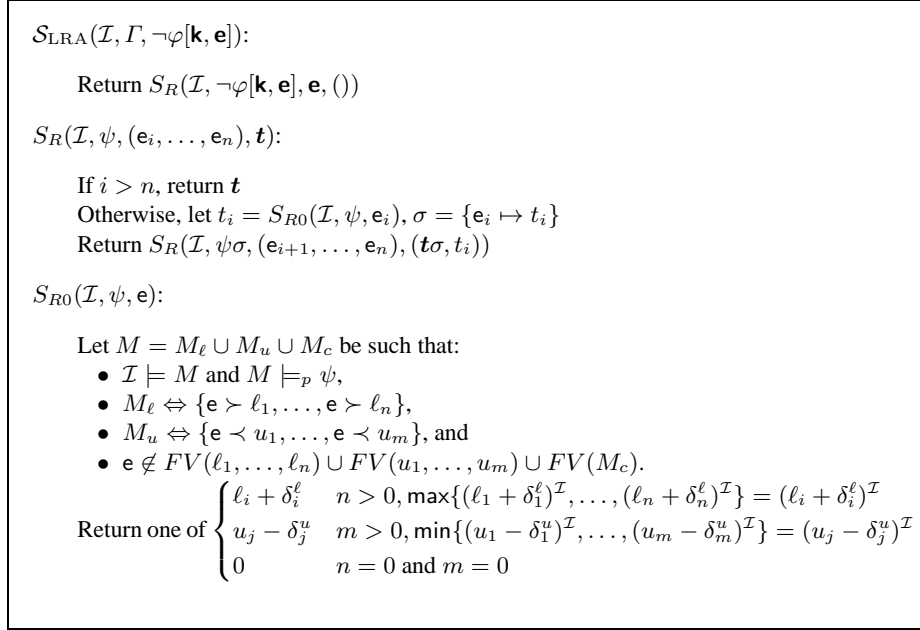 𝒮_LRA(ℐ, Γ, ¬φ[k, e]):
Return S_R(ℐ, ¬φ[k, e], e, ())
S_R(ℐ, ψ, (e_i, …, e_n), t):
If i > n, return t
Otherwise, let t_i = S_R0(ℐ, ψ, e_i), σ = {e_i ↦ t_i}
Return S_R(ℐ, ψσ, (e_{i+1}, …, e_n), (tσ, t_i))
S_R0(ℐ, ψ, e):
Let M = M_ℓ ∪ M_u ∪ M_c be such that:
• ℐ ⊨ M and M ⊨_p ψ,
• M_ℓ ⇔ {e ≻ ℓ_1, …, e ≻ ℓ_n},
• M_u ⇔ {e ≺ u_1, …, e ≺ u_m}, and
• e ∉ FV(ℓ_1, …, ℓ_n) ∪ FV(u_1, …, u_m) ∪ FV(M_c).
Return one of { ℓ_i + δ_i^ℓ n > 0, max{(ℓ_1 + δ_1^ℓ)^ℐ, …, (ℓ_n + δ_n^ℓ)^ℐ} = (ℓ_i + δ_i^ℓ)^ℐ
u_j − δ_j^u m > 0, min{(u_1 − δ_1^u)^ℐ, …, (u_m − δ_m^u)^ℐ} = (u_j − δ_j^u)^ℐ
0 n = 0 and m = 0